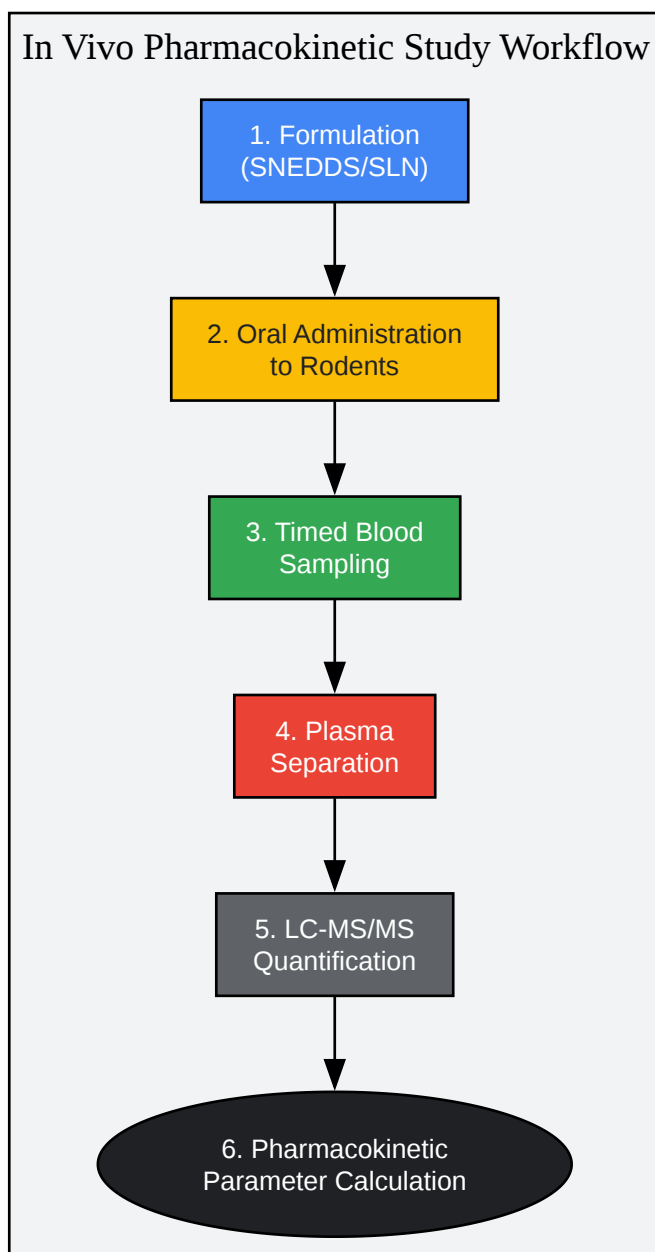 In Vivo Pharmacokinetic Study Workflow
1. Formulation
(SNEDDS/SLN)
2. Oral Administration
to Rodents
3. Timed Blood
Sampling
4. Plasma
Separation
5. LC-MS/MS
Quantification
6. Pharmacokinetic
Parameter Calculation